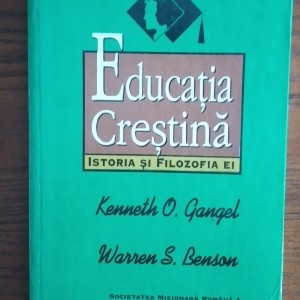 Educația
Creștină
ISTORIA ȘI FILOZOFIA EI
Kenneth O. Gangel
Warren S. Benson
SOCIETATEA MISIONARĂ ROMÂNĂ